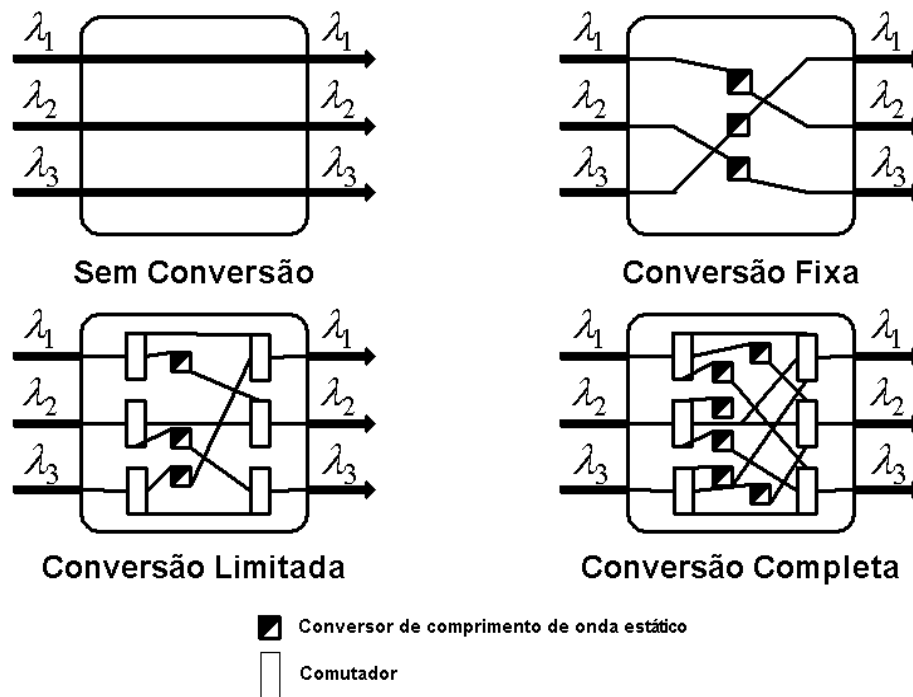 λ1 λ1 λ1 λ1
λ2 λ2 λ2 λ2
λ3 λ3 λ3 λ3
Sem Conversão Conversão Fixa
λ1 λ1 λ1 λ1
λ2 λ2 λ2 λ2
λ3 λ3 λ3 λ3
Conversão Limitada Conversão Completa
Conversor de comprimento de onda estático
Comutador